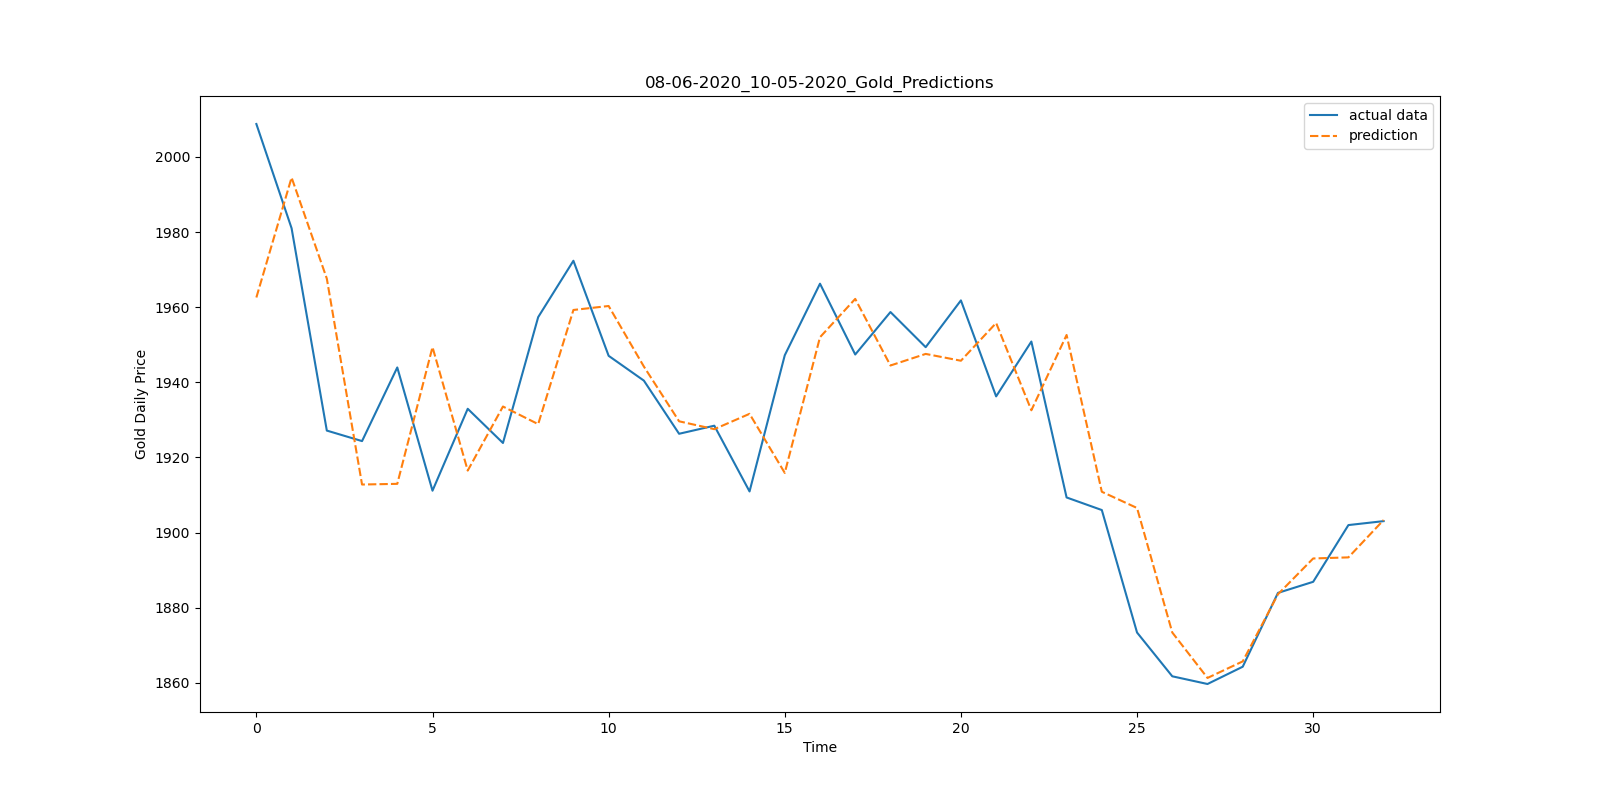 08-06-2020_10-05-2020_Gold_Predictions
actual data
prediction
Gold Daily Price
2000
1980
1960
1940
1920
1900
1880
1860
0 5 10 15 20 25 30
Time